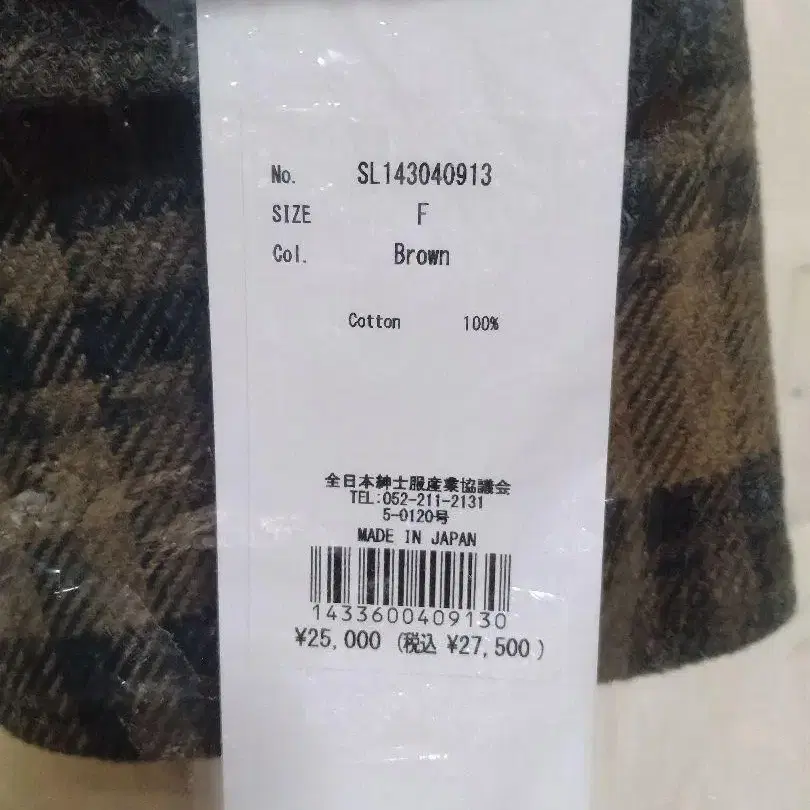 No. SL143040913
SIZE F
Col. Brown
Cotton 100%
全日本紳士服産業協議会
TEL:052-211-2131
5-0120号
MADE IN JAPAN
1433600409130
¥25,000 (税込 ¥27,500)